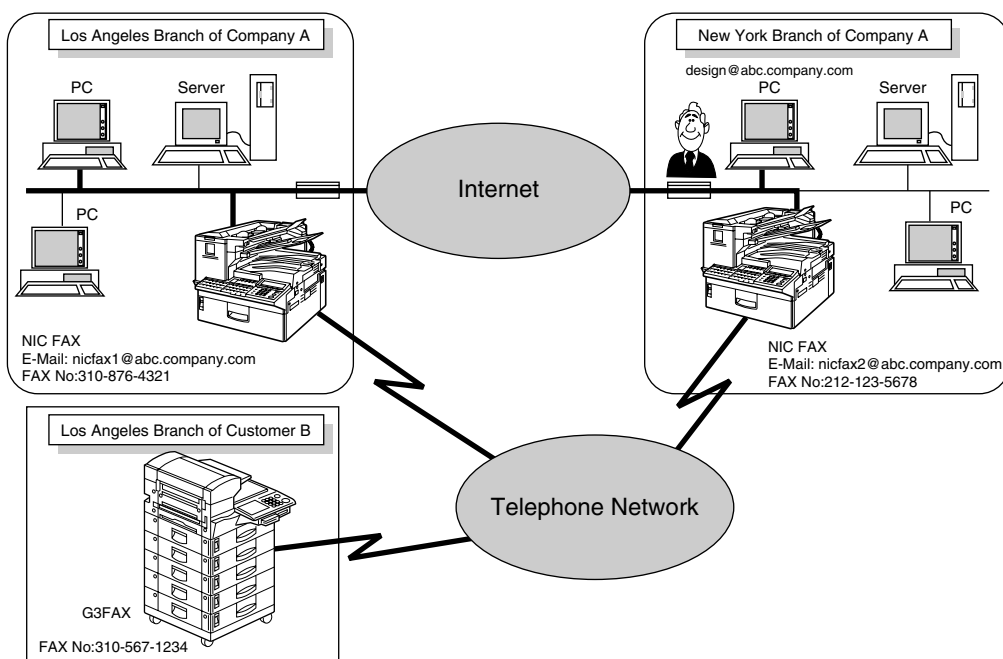 Los Angeles Branch of Company A
PC
Server
PC
NIC FAX
E-Mail: nicfax1@abc.company.com
FAX No:310-876-4321
Internet
New York Branch of Company A
design@abc.company.com
PC
Server
PC
NIC FAX
E-Mail: nicfax2@abc.company.com
FAX No:212-123-5678
Los Angeles Branch of Customer B
G3FAX
FAX No:310-567-1234
Telephone Network